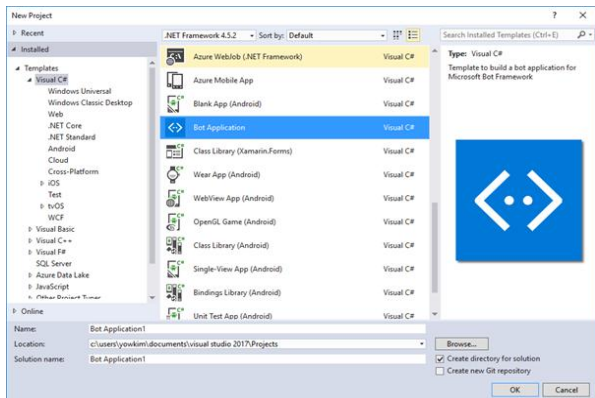 New Project
? ×
Recent
.NET Framework 4.5.2 Sort by: Default
Search Installed Templates (Ctrl+E)
Installed
Templates
Visual C#
Windows Universal
Windows Classic Desktop
Web
.NET Core
.NET Standard
Android
Cloud
Cross-Platform
iOS
Test
tvOS
WCF
Visual Basic
Visual C++
Visual F#
SQL Server
Azure Data Lake
JavaScript
Other Project Types
Online
Azure WebJob (.NET Framework) Visual C#
Azure Mobile App Visual C#
Blank App (Android) Visual C#
Bot Application Visual C#
Class Library (Xamarin.Forms) Visual C#
Wear App (Android) Visual C#
WebView App (Android) Visual C#
OpenGL Game (Android) Visual C#
Class Library (Android) Visual C#
Single-View App (Android) Visual C#
Bindings Library (Android) Visual C#
Unit Test App (Android) Visual C#
Type: Visual C#
Template to build a bot application for
Microsoft Bot Framework
Name: Bot Application1
Location: c:\users\yowkim\documents\visual studio 2017\Projects
Browse...
Solution name: Bot Application1
Create directory for solution
Create new Git repository
OK Cancel